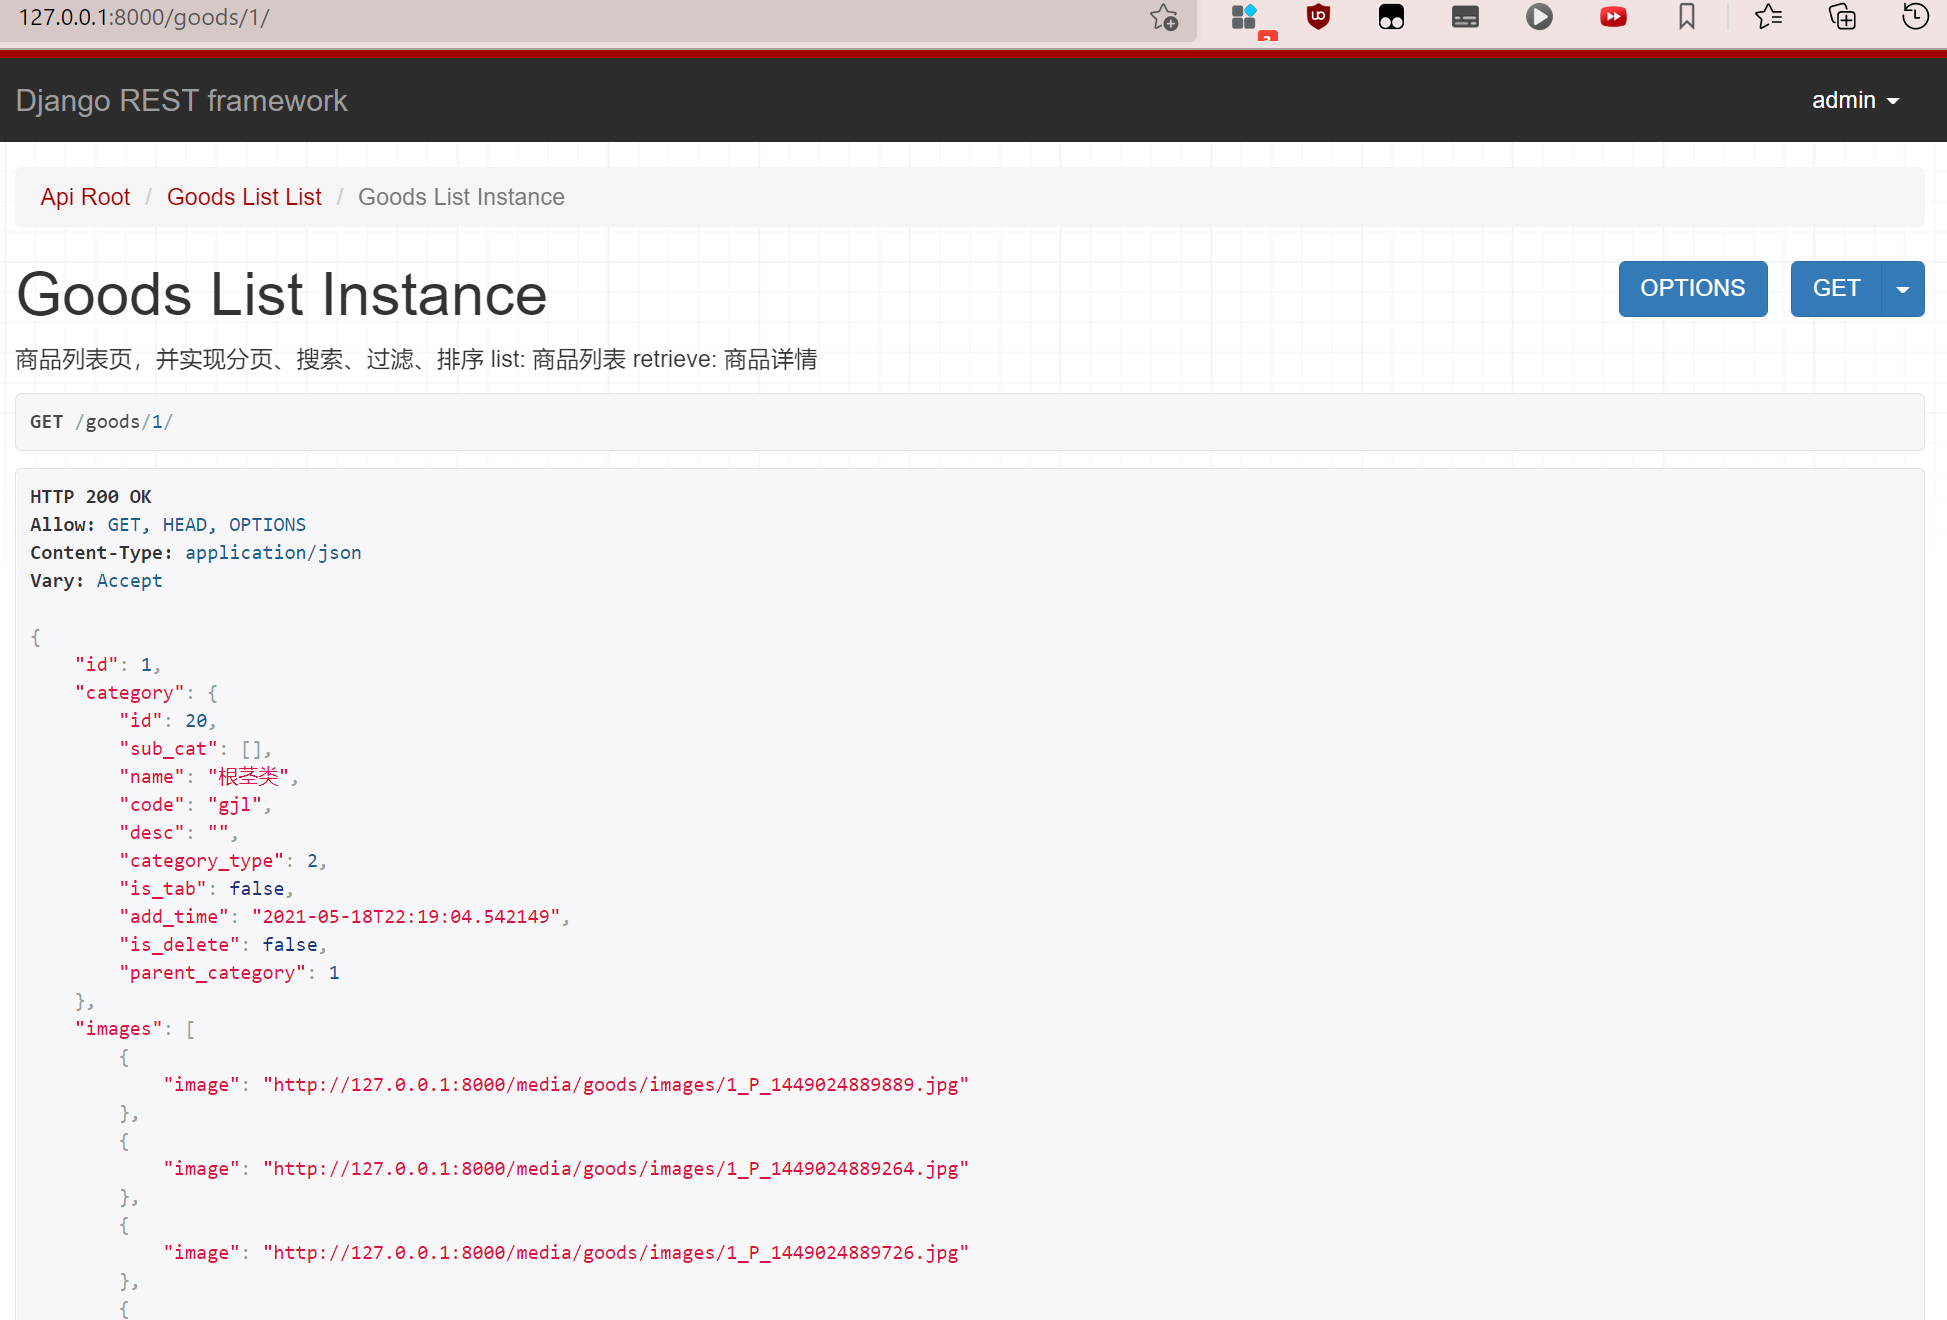 127.0.0.1:8000/goods/1/
Django REST framework
admin
Api Root / Goods List List / Goods List Instance
Goods List Instance
OPTIONS
GET
商品列表页，并实现分页、搜索、过滤、排序 list: 商品列表 retrieve: 商品详情
GET /goods/1/
HTTP 200 OK
Allow: GET, HEAD, OPTIONS
Content-Type: application/json
Vary: Accept
{
"id": 1,
"category": {
"id": 20,
"sub_cat": [],
"name": "根茎类",
"code": "gjl",
"desc": "",
"category_type": 2,
"is_tab": false,
"add_time": "2021-05-18T22:19:04.542149",
"is_delete": false,
"parent_category": 1
},
"images": [
{
"image": "http://127.0.0.1:8000/media/goods/images/1_P_1449024889889.jpg"
},
{
"image": "http://127.0.0.1:8000/media/goods/images/1_P_1449024889264.jpg"
},
{
"image": "http://127.0.0.1:8000/media/goods/images/1_P_1449024889726.jpg"
},
{